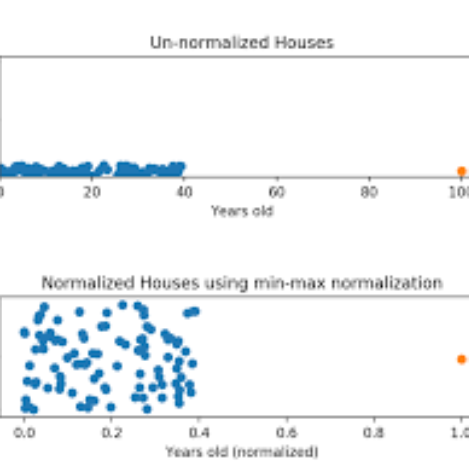 Un-normalized Houses
0 20 40 60 80 100
Years old
Normalized Houses using min-max normalization
0.0 0.2 0.4 0.6 0.8 1.0
Years old (normalized)